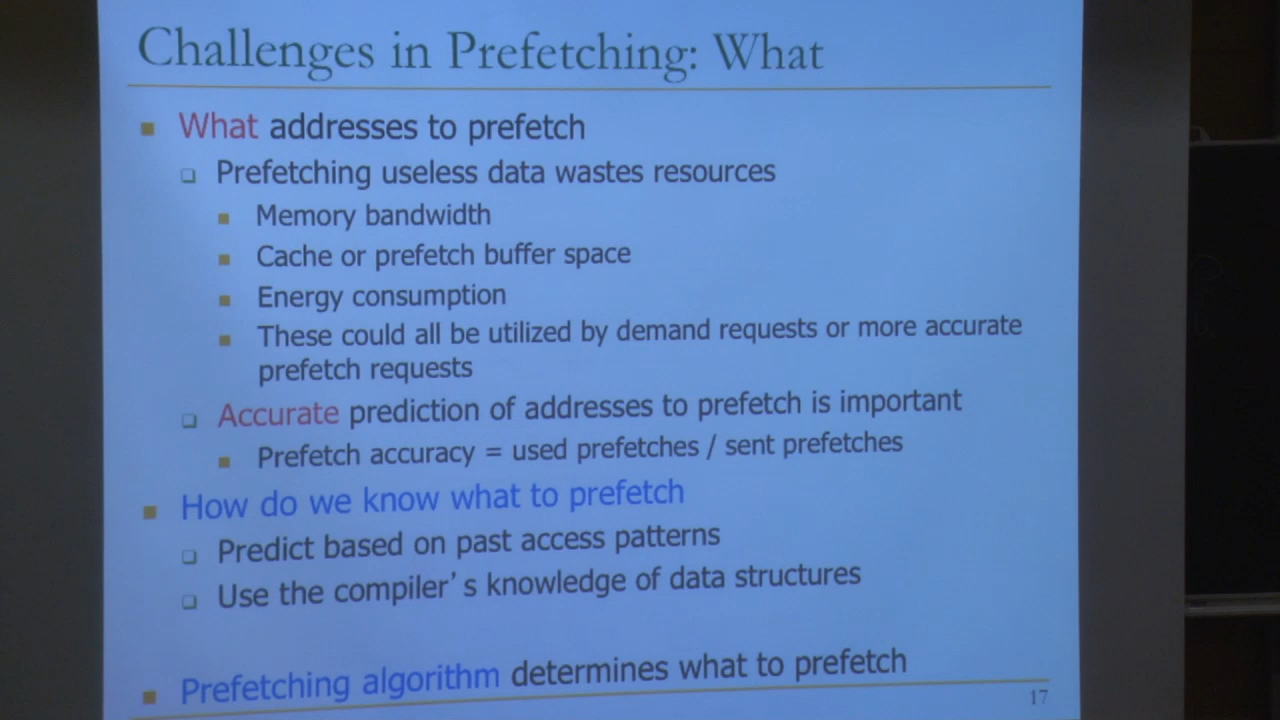 Challenges in Prefetching: What
What addresses to prefetch
Prefetching useless data wastes resources
Memory bandwidth
Cache or prefetch buffer space
Energy consumption
These could all be utilized by demand requests or more accurate
prefetch requests
Accurate prediction of addresses to prefetch is important
Prefetch accuracy = used prefetches / sent prefetches
How do we know what to prefetch
Predict based on past access patterns
Use the compiler's knowledge of data structures
Prefetching algorithm determines what to prefetch
17